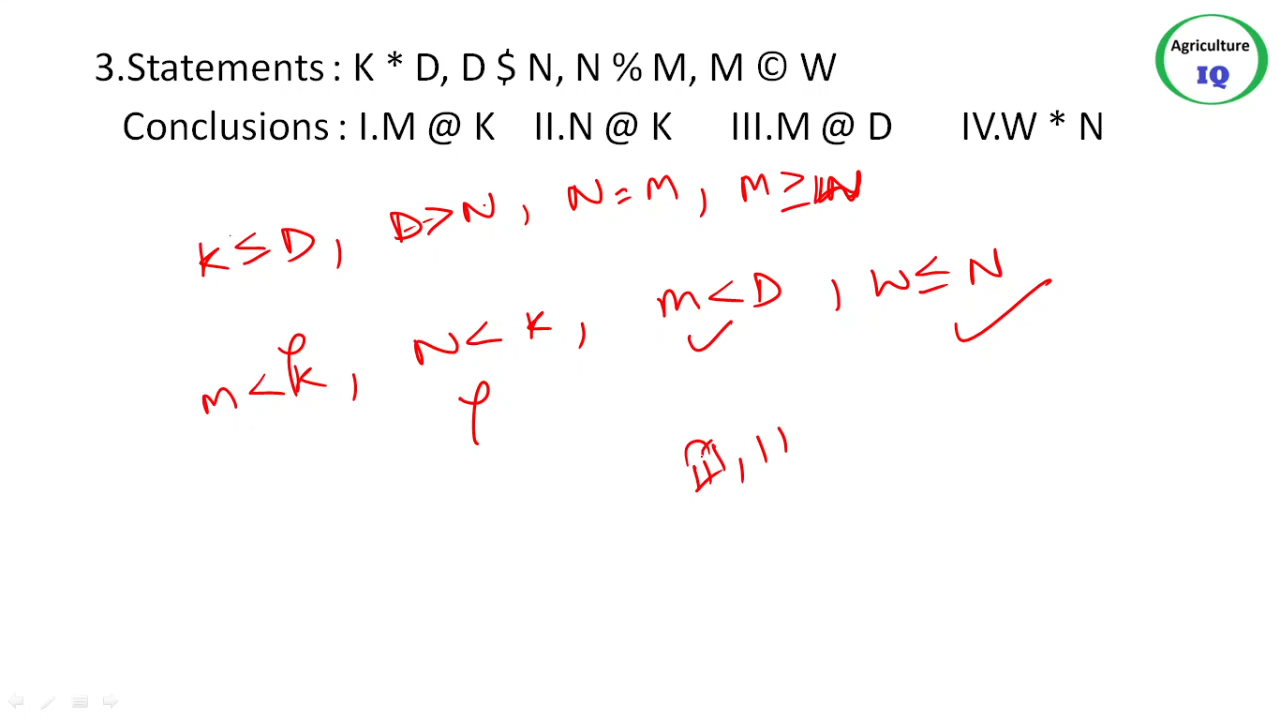 Agriculture
IQ
3.Statements : K * D, D $ N, N % M, M © W
Conclusions : I.M @ K II.N @ K III.M @ D IV.W * N
K ≤ D, D > N, N = M, M ≥
m < k, N < k, m < D, W ≤ N